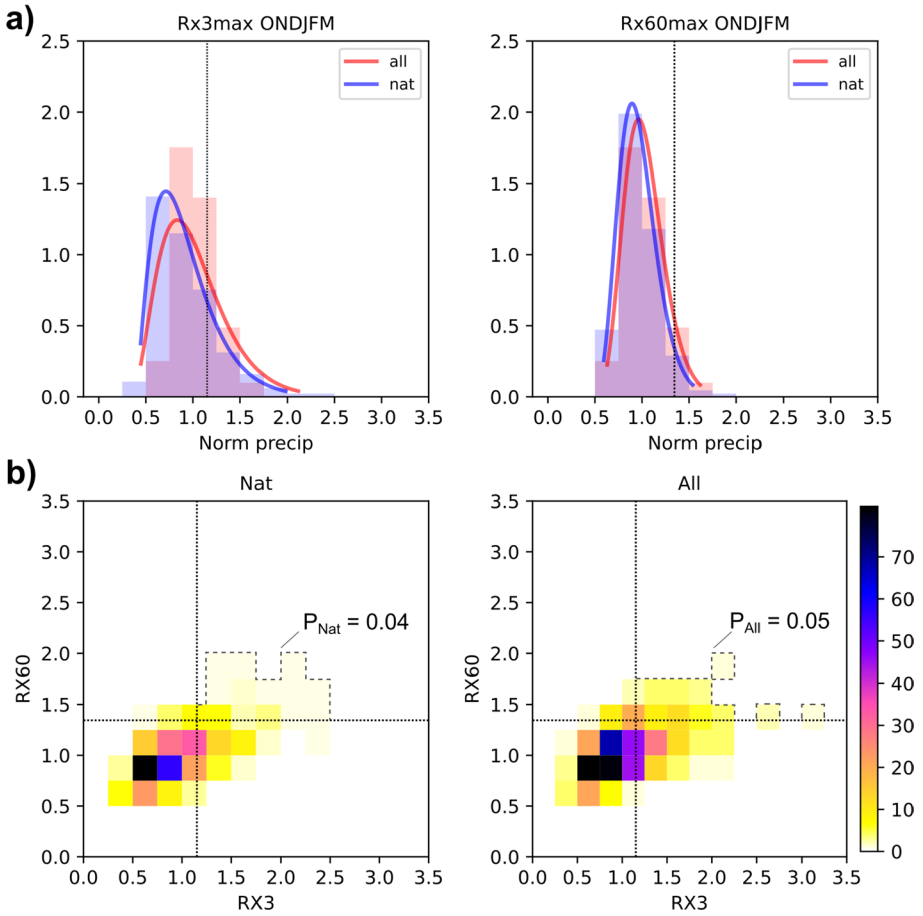 a)
Rx3max ONDJFM
Rx60max ONDJFM
2.5
2.0
1.5
1.0
0.5
0.0
all
nat
0.0 0.5 1.0 1.5 2.0 2.5 3.0 3.5
Norm precip
2.5
2.0
1.5
1.0
0.5
0.0
all
nat
0.0 0.5 1.0 1.5 2.0 2.5 3.0 3.5
Norm precip
b)
Nat
All
RX60
3.5
3.0
2.5
2.0
1.5
1.0
0.5
0.0
P_Nat = 0.04
0.0 0.5 1.0 1.5 2.0 2.5 3.0 3.5
RX3
RX60
3.5
3.0
2.5
2.0
1.5
1.0
0.5
0.0
P_All = 0.05
0.0 0.5 1.0 1.5 2.0 2.5 3.0 3.5
RX3
70
60
50
40
30
20
10
0